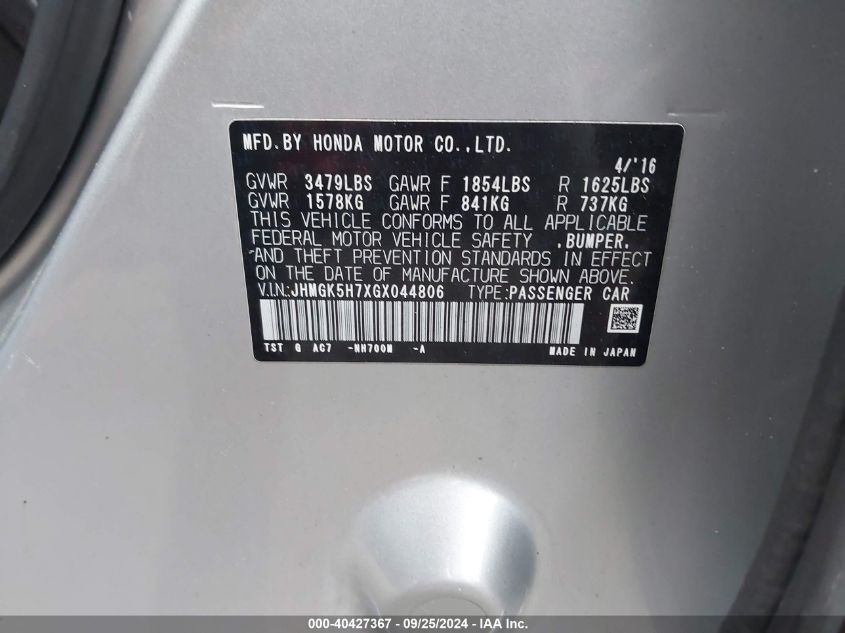 MFD.BY HONDA MOTOR CO.,LTD.
4/'16
GVWR 3479LBS GAWR F 1854LBS R 1625LBS
GVWR 1578KG GAWR F 841KG R 737KG
THIS VEHICLE CONFORMS TO ALL APPLICABLE
FEDERAL MOTOR VEHICLE SAFETY .BUMPER.
AND THEFT PREVENTION STANDARDS IN EFFECT
ON THE DATE OF MANUFACTURE SHOWN ABOVE.
V.I.N:JHMGK5H7XGX044806 TYPE:PASSENGER CAR
TST G AC7 -NH700M -A MADE IN JAPAN
000-40427367 - 09/25/2024 - IAA Inc.